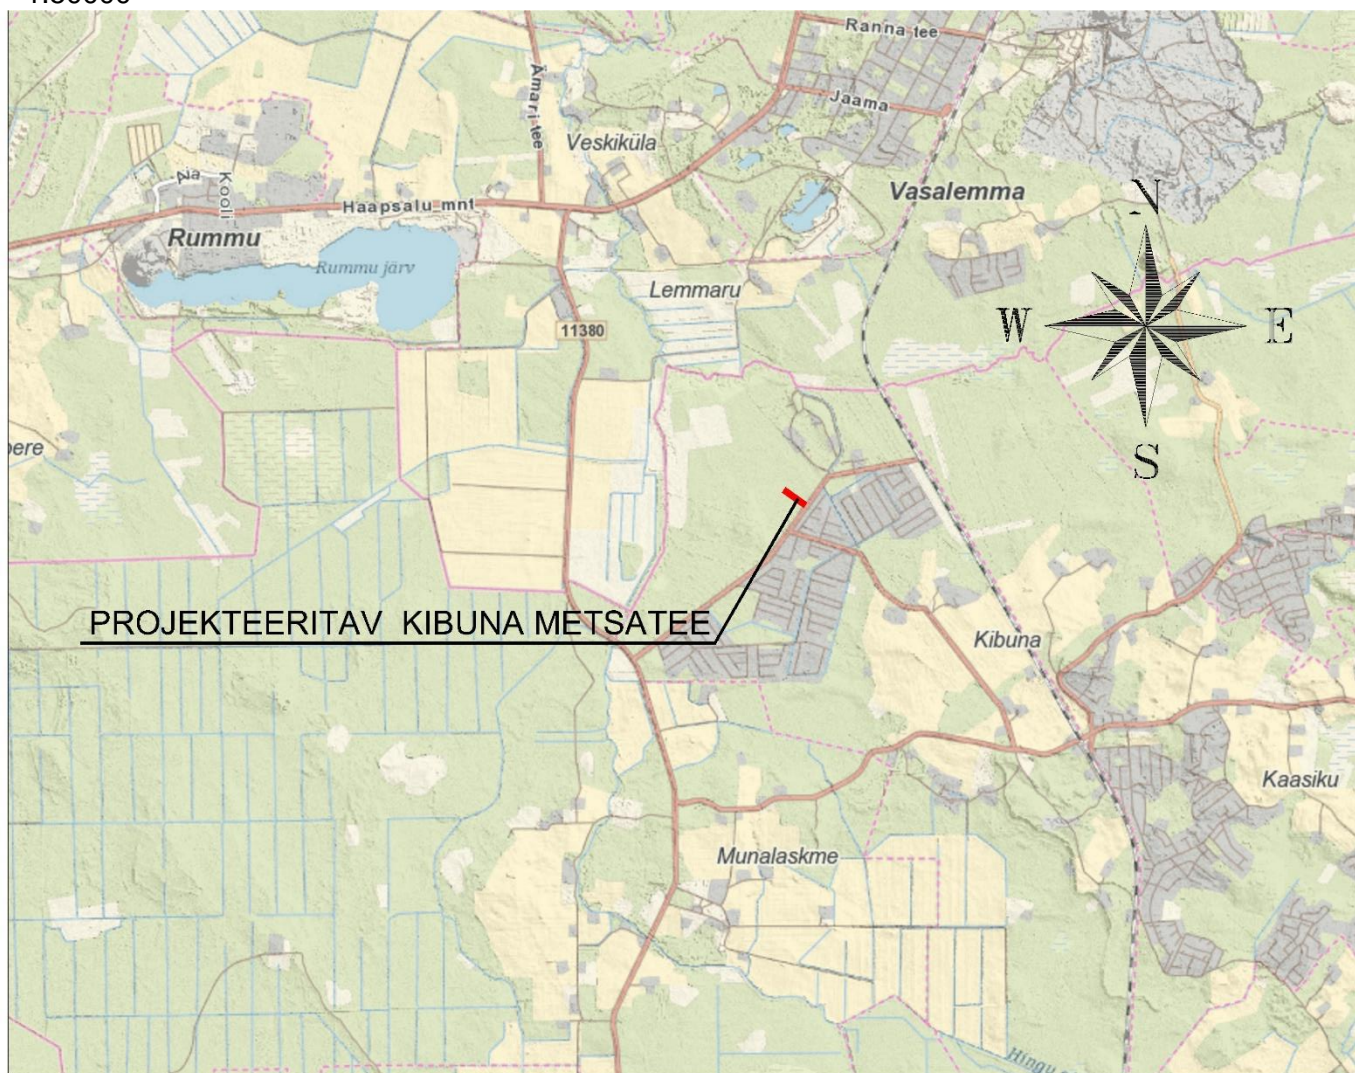 Ranna tee
Ämari tee
Jaama
Veskiküla
Aia
Kooli
Vasalemma
N
Haapsalu mnt
Rummu
Rummu järv
Lemmaru
W
E
11380
S
PROJEKTEERITAV KIBUNA METSATEE
Kibuna
Kaasiku
Munalaskme